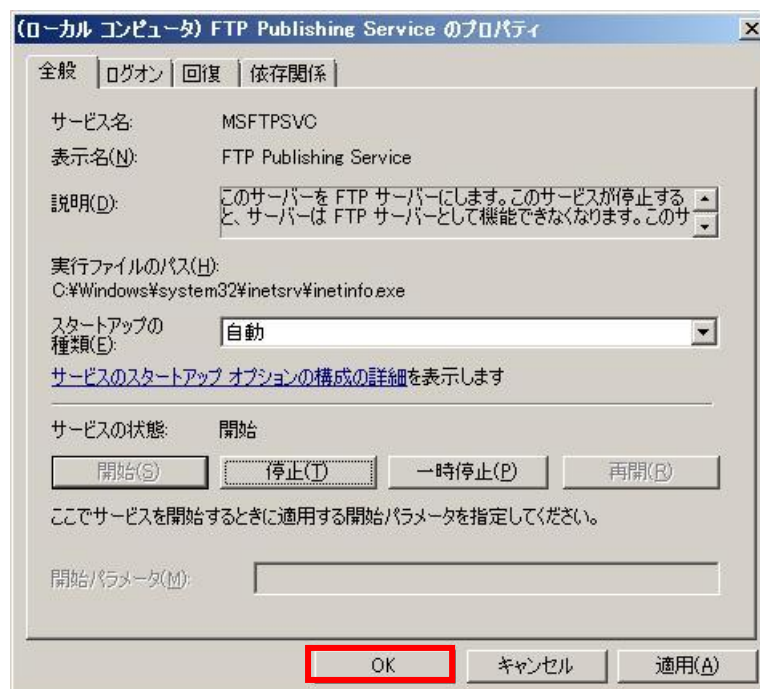 (ローカル コンピュータ) FTP Publishing Service のプロパティ
全般 ログオン 回復 依存関係
サービス名: MSFTPSVC
表示名(N): FTP Publishing Service
説明(D): このサーバーを FTP サーバーにします。このサービスが停止する
と、サーバーは FTP サーバーとして機能できなくなります。このサ
実行ファイルのパス(H):
C:¥Windows¥system32¥inetsrv¥inetinfo.exe
スタートアップの
種類(E): 自動
サービスのスタートアップ オプションの構成の詳細を表示します
サービスの状態: 開始
開始(S) 停止(T) 一時停止(P) 再開(R)
ここでサービスを開始するときに適用する開始パラメータを指定してください。
開始パラメータ(M):
OK キャンセル 適用(A)